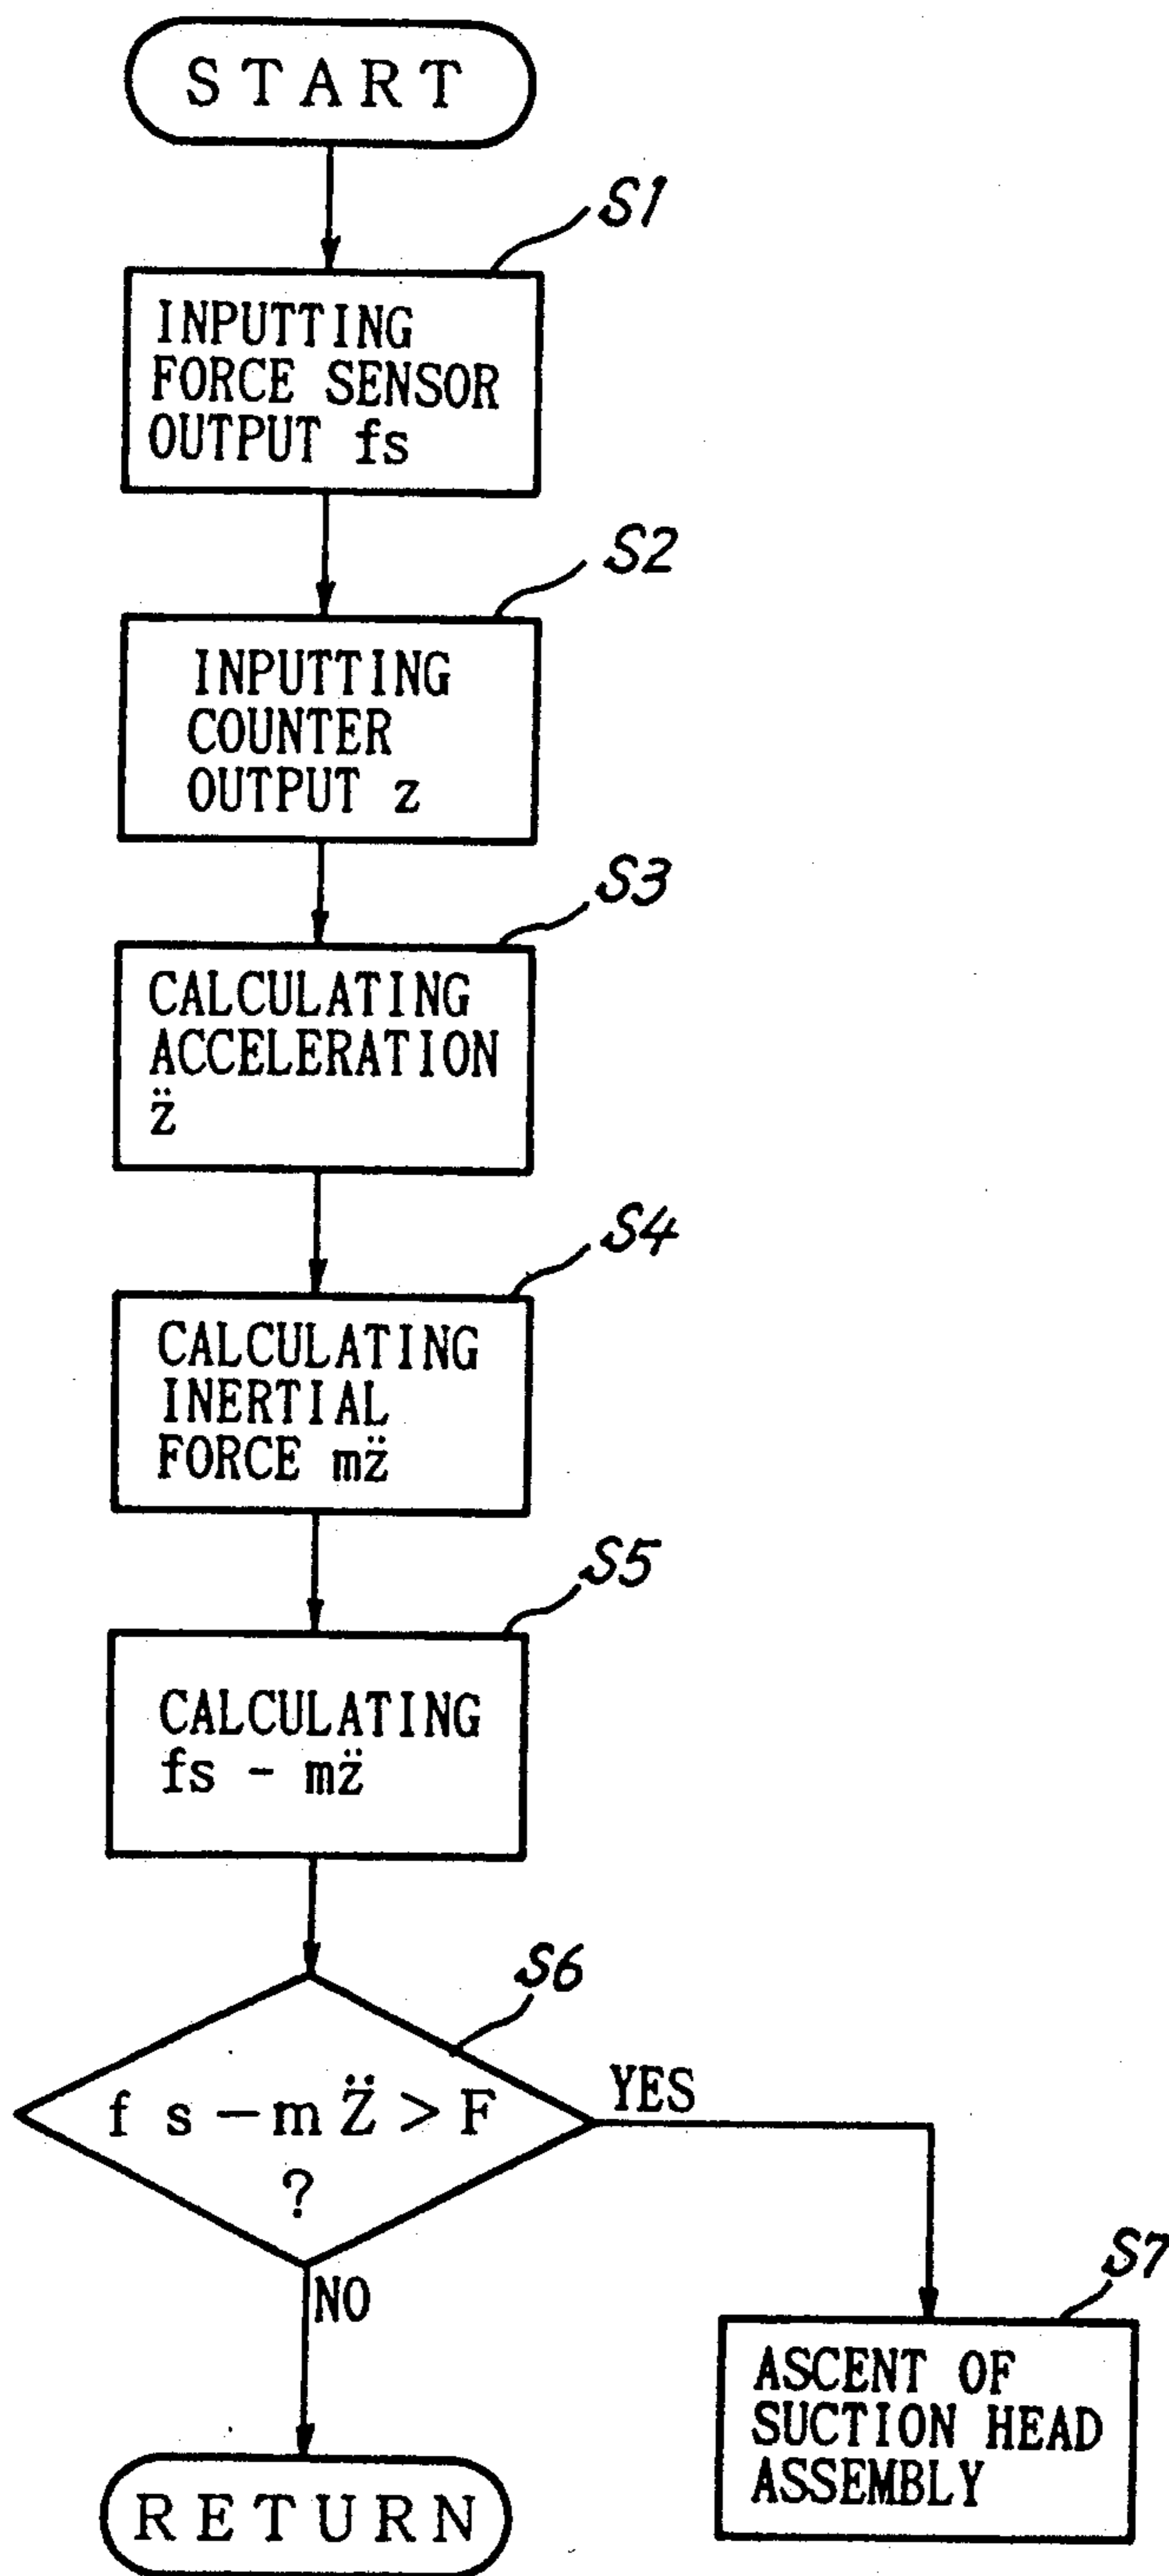 START
S1
INPUTTING
FORCE SENSOR
OUTPUT fs
S2
INPUTTING
COUNTER
OUTPUT z
S3
CALCULATING
ACCELERATION
z̈
S4
CALCULATING
INERTIAL
FORCE mz̈
S5
CALCULATING
fs - mz̈
S6
f s - m Z̈ > F
?
YES
NO
S7
ASCENT OF
SUCTION HEAD
ASSEMBLY
RETURN